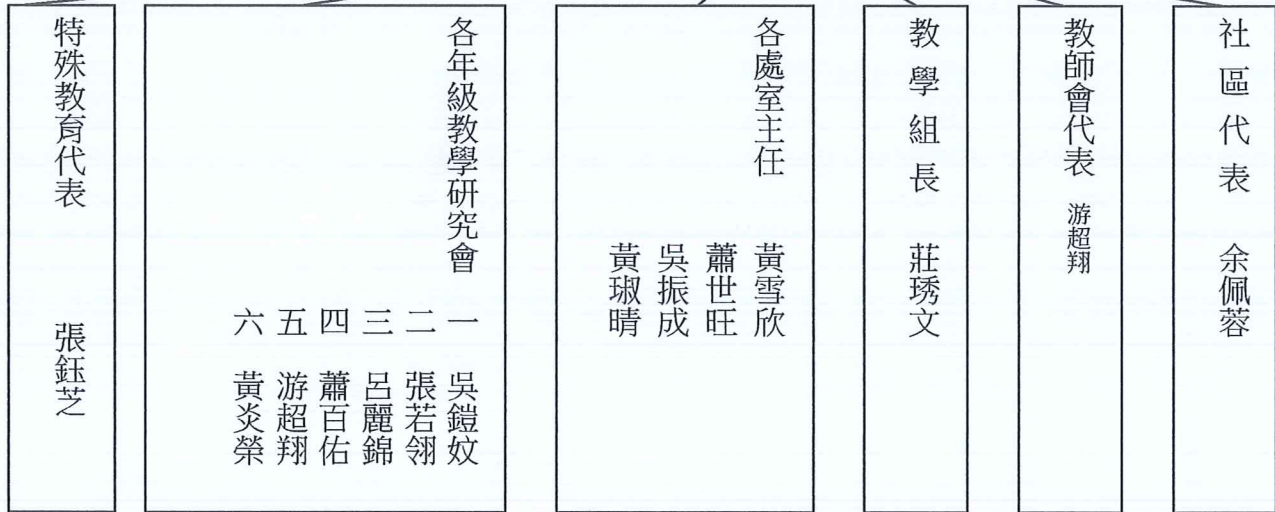 社區代表 余佩蓉
教師會代表 游超翔
教學組長 莊琇文
各處室主任 黃雪欣
蕭世旺
吳振成
黃琡晴
各年級教學研究會 一 吳鎧妏
二 張若翎
三 呂麗錦
四 蕭百佑
五 游超翔
六 黃炎榮
特殊教育代表 張鈺芝